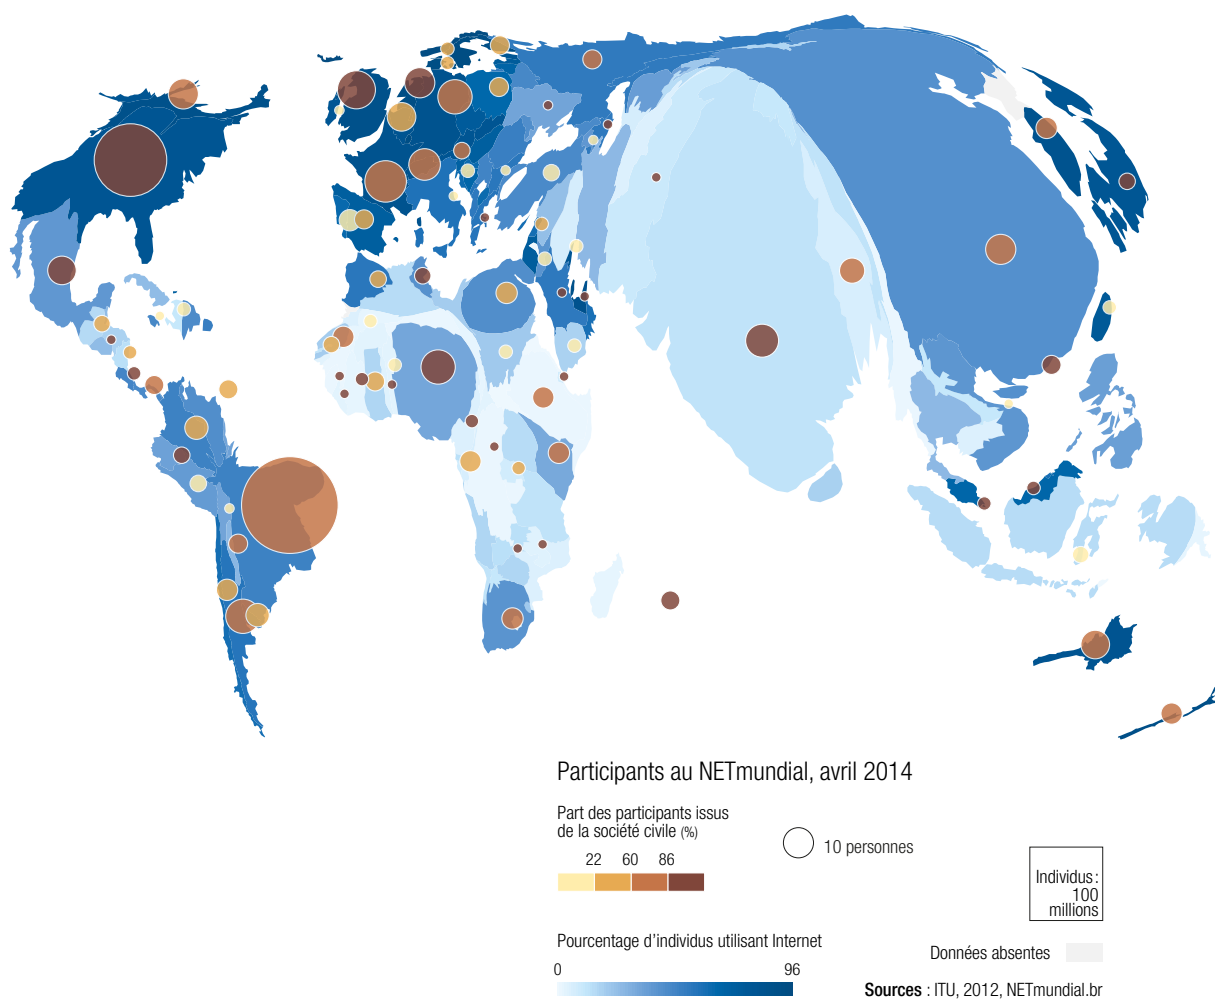 Participants au NETmundial, avril 2014
Part des participants issus
de la société civile (%)
22 60 86
10 personnes
Individus :
100
millions
Pourcentage d’individus utilisant Internet
0 96
Données absentes
Sources : ITU, 2012, NETmundial.br